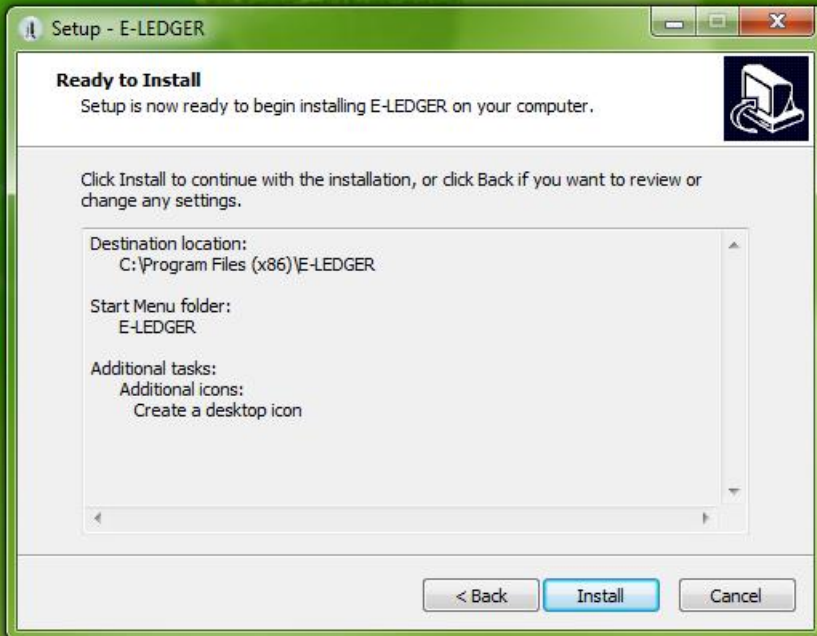 Setup - E-LEDGER
Ready to Install
Setup is now ready to begin installing E-LEDGER on your computer.
Click Install to continue with the installation, or click Back if you want to review or
change any settings.
Destination location:
C:\Program Files (x86)\E-LEDGER
Start Menu folder:
E-LEDGER
Additional tasks:
Additional icons:
Create a desktop icon
< Back
Install
Cancel